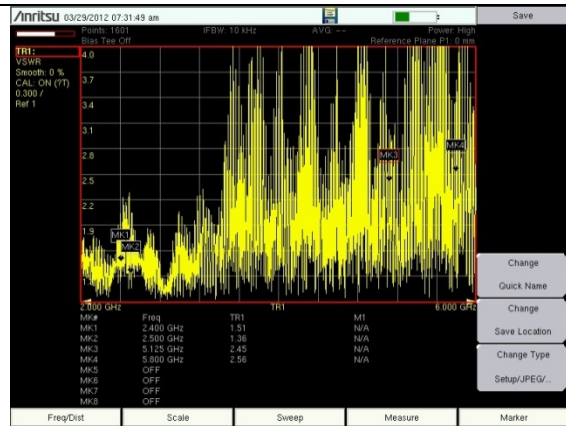 Anritsu 03/29/2012 07:31:49 am
Save
Points: 1601 IFBW: 10 kHz AVG: -- Power: High
Bias Tee Off Reference Plane P1: 0 mm
TR1:
VSWR
Smooth: 0 %
CAL: ON (?T)
0.300 /
Ref 1
4.0
3.7
3.4
3.1
2.8
2.5
2.2
1.9
MK1
MK2
MK3
MK4
2.000 GHz TR1 6.000 GHz
MK# Freq TR1 M1
MK1 2.400 GHz 1.51 N/A
MK2 2.500 GHz 1.36 N/A
MK3 5.125 GHz 2.45 N/A
MK4 5.800 GHz 2.56 N/A
MK5 OFF
MK6 OFF
MK7 OFF
MK8 OFF
Change
Quick Name
Change
Save Location
Change Type
Setup/JPEG/...
Freq/Dist Scale Sweep Measure Marker